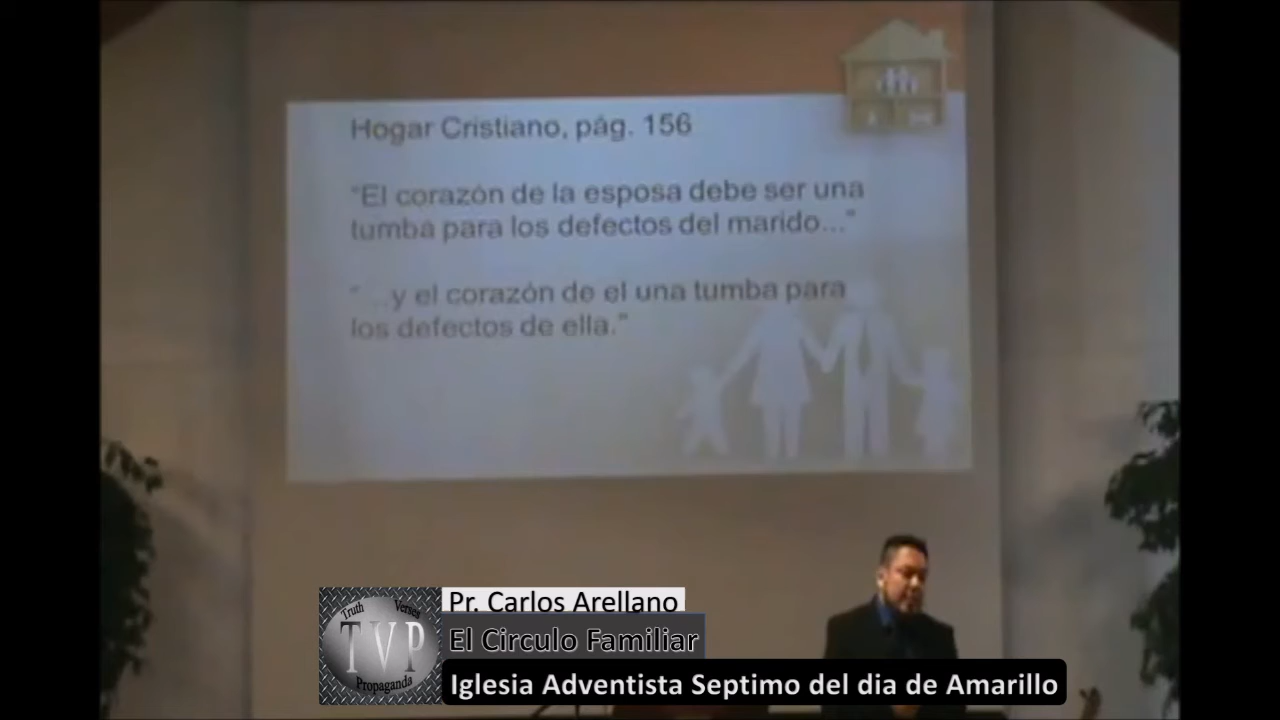 Hogar Cristiano, pág. 156
“El corazón de la esposa debe ser una
tumba para los defectos del marido...”
“ ...y el corazón de el una tumba para
los defectos de ella.”
Pr. Carlos Arellano
El Circulo Familiar
Iglesia Adventista Septimo del dia de Amarillo
Truth Verses
TVP
Propaganda